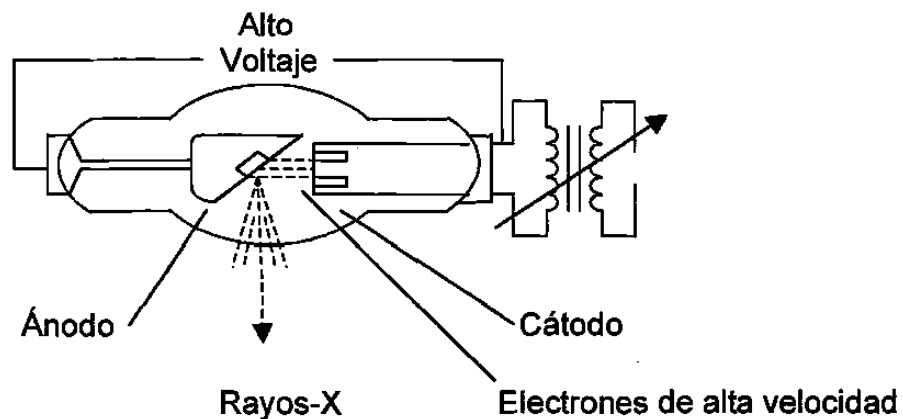 Alto
Voltaje
Ánodo
Cátodo
Rayos-X
Electrones de alta velocidad